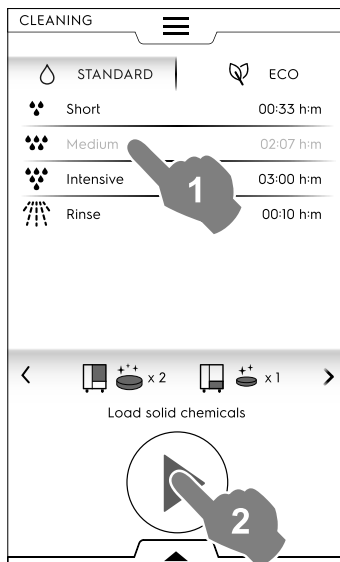 CLEANING
STANDARD ECO
Short 00:33 h:m
Medium 02:07 h:m
Intensive 03:00 h:m
Rinse 00:10 h:m
1
x 2 x 1
Load solid chemicals
2